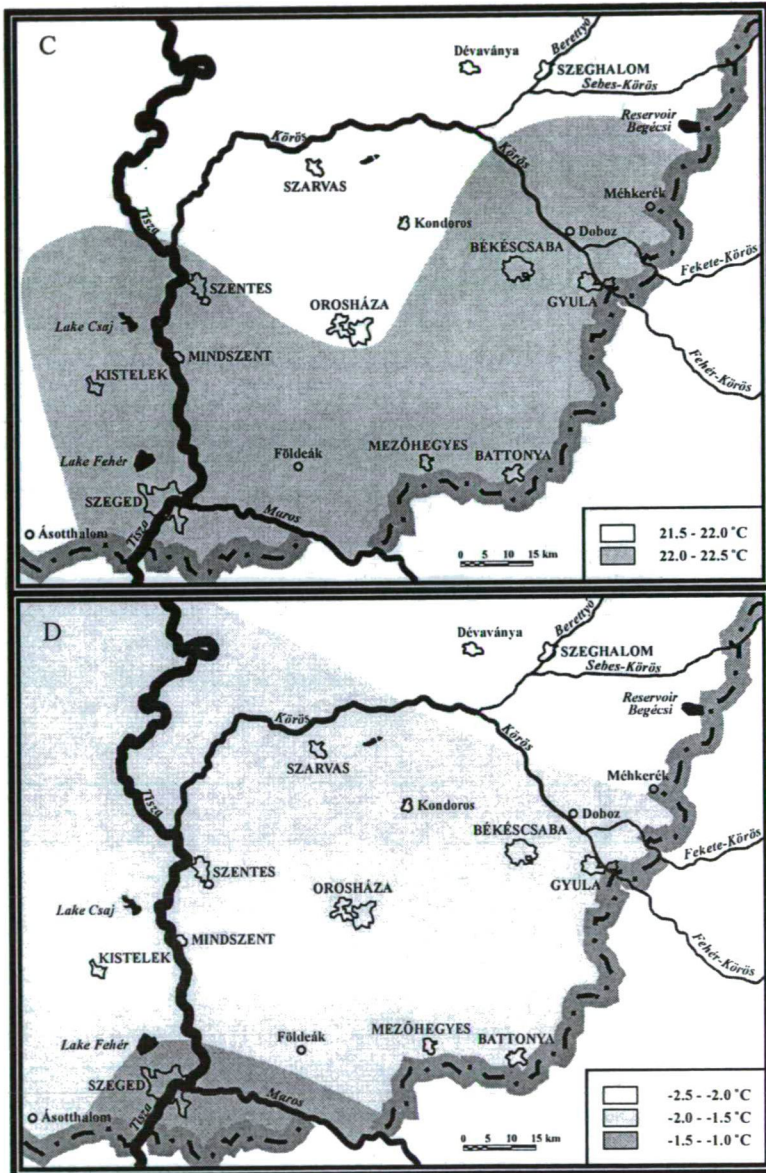 C
Dévaványa
Berettyó
SZEGHALOM
Sebes-Körös
Reservoir
Begécsi
Körös
Körös
SZARVAS
Méhkerék
Tisza
Kondoros
Doboz
BÉKÉSCSABA
Fekete-Körös
SZENTES
GYULA
Lake Csaj
OROSHÁZA
MINDSZENT
Fehér-Körös
KISTELEK
Lake Fehér
Földeák
MEZŐHEGYES
BATTONYA
SZEGED
Maros
Ásotthalom
Tisza
0 5 10 15 km
21.5 - 22.0 °C
22.0 - 22.5 °C
D
Dévaványa
Berettyó
SZEGHALOM
Sebes-Körös
Reservoir
Begécsi
Körös
Körös
SZARVAS
Méhkerék
Tisza
Kondoros
Doboz
BÉKÉSCSABA
Fekete-Körös
SZENTES
GYULA
OROSHÁZA
Lake Csaj
MINDSZENT
Fehér-Körös
KISTELEK
Lake Fehér
Földeák
MEZŐHEGYES
BATTONYA
SZEGED
Maros
Ásotthalom
Tisza
0 5 10 15 km
-2.5 - -2.0 °C
-2.0 - -1.5 °C
-1.5 - -1.0 °C